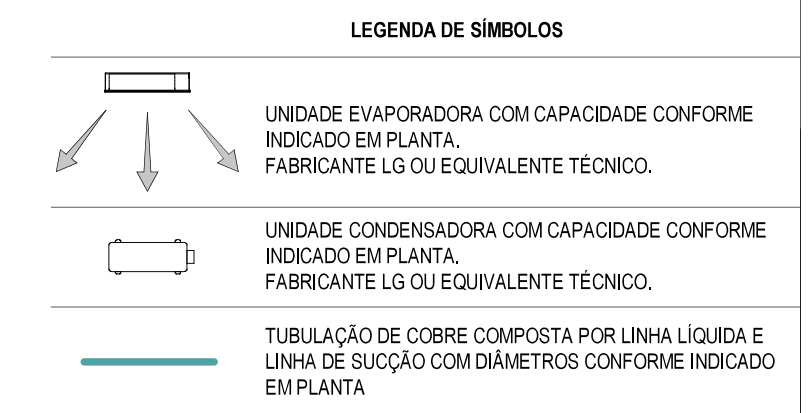 LEGENDA DE SÍMBOLOS
UNIDADE EVAPORADORA COM CAPACIDADE CONFORME
INDICADO EM PLANTA.
FABRICANTE LG OU EQUIVALENTE TÉCNICO.
UNIDADE CONDENSADORA COM CAPACIDADE CONFORME
INDICADO EM PLANTA.
FABRICANTE LG OU EQUIVALENTE TÉCNICO.
TUBULAÇÃO DE COBRE COMPOSTA POR LINHA LÍQUIDA E
LINHA DE SUCÇÃO COM DIÂMETROS CONFORME INDICADO
EM PLANTA